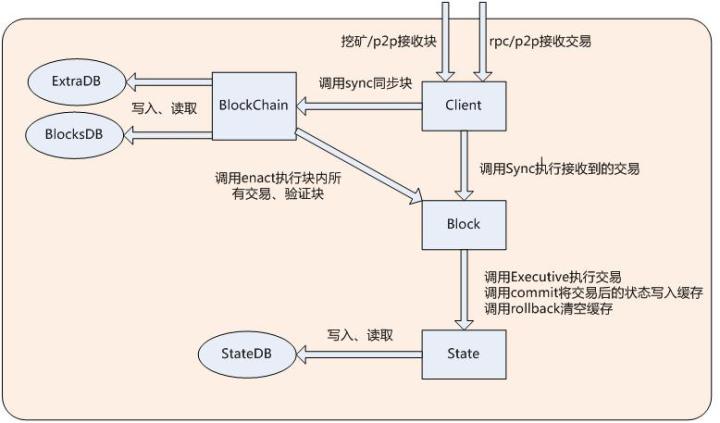 挖矿/p2p接收块
rpc/p2p接收交易
ExtraDB
调用sync同步块
BlockChain
Client
写入、读取
BlocksDB
调用enact执行块内所
有交易、验证块
调用Sync执行接收到的交易
Block
调用Executive执行交易
调用commit将交易后的状态写入缓存
调用rollback清空缓存
写入、读取
StateDB
State